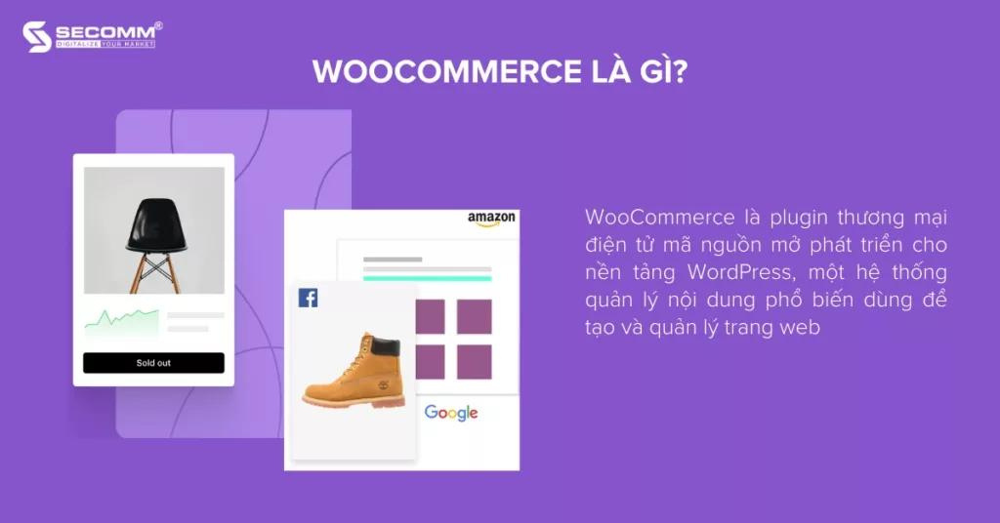 SECOMM®
DIGITALIZE YOUR MARKET
WOOCOMMERCE LÀ GÌ?
Sold out
amazon
Google
WooCommerce là plugin thương mại
điện tử mã nguồn mở phát triển cho
nền tảng WordPress, một hệ thống
quản lý nội dung phổ biến dùng để
tạo và quản lý trang web